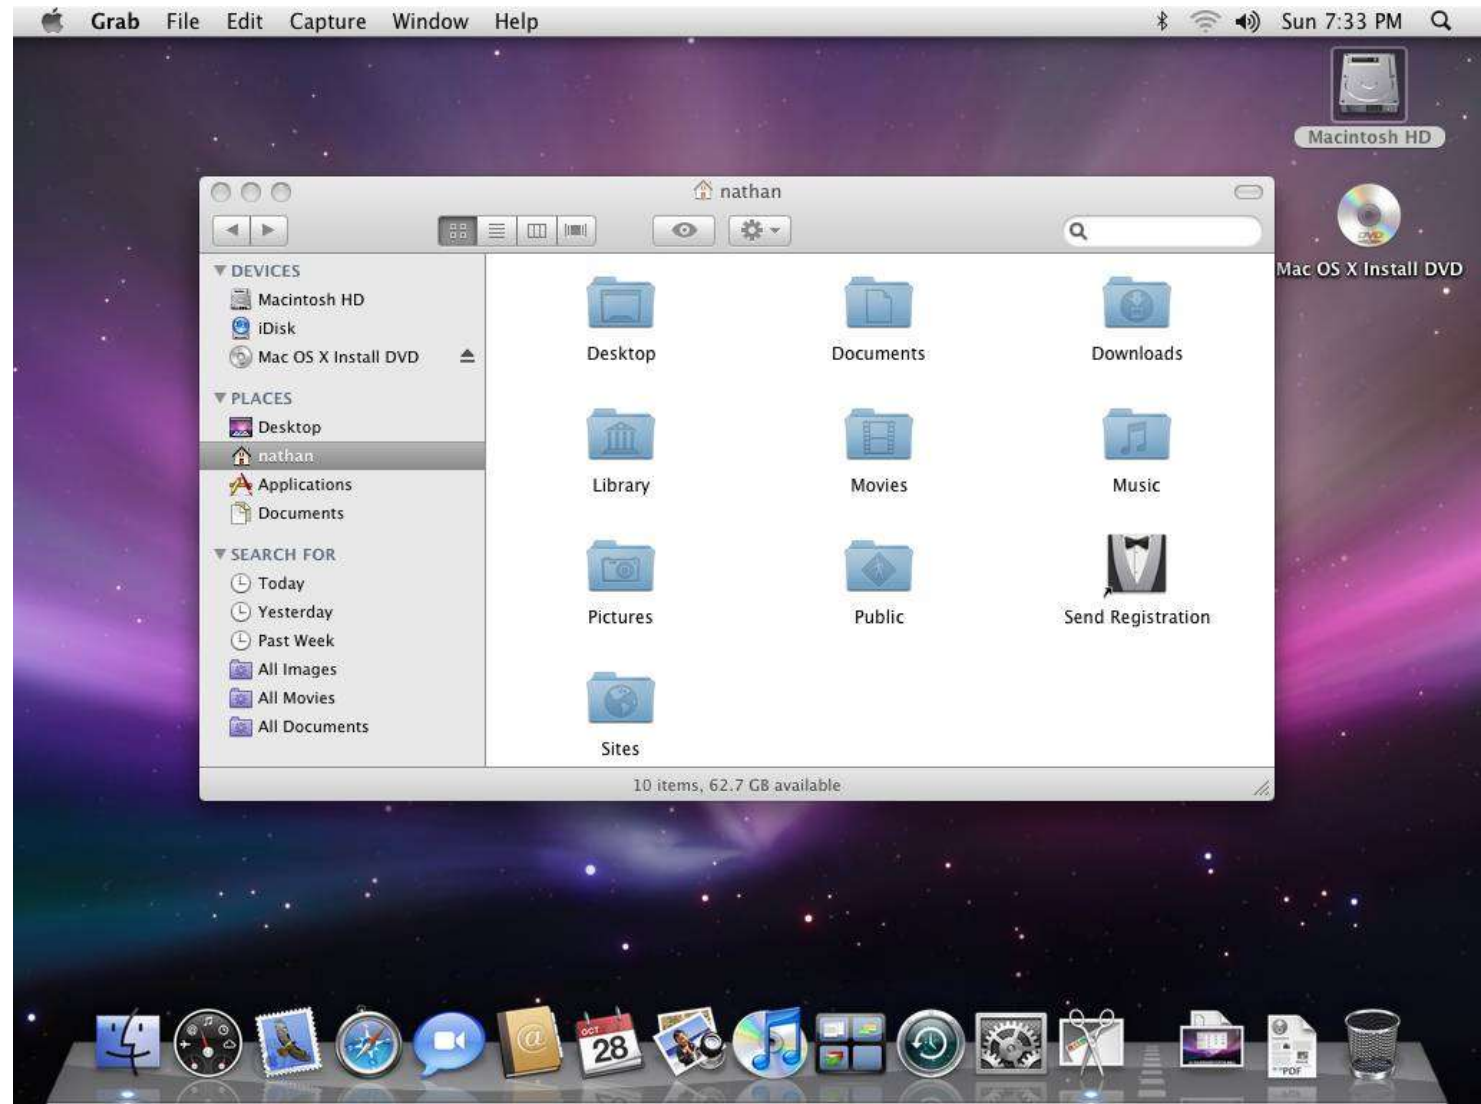 Grab File Edit Capture Window Help Sun 7:33 PM
Macintosh HD
Mac OS X Install DVD
nathan
DEVICES
Macintosh HD
iDisk
Mac OS X Install DVD
PLACES
Desktop
nathan
Applications
Documents
SEARCH FOR
Today
Yesterday
Past Week
All Images
All Movies
All Documents
Desktop Documents Downloads
Library Movies Music
Pictures Public Send Registration
Sites
10 items, 62.7 GB available
DVD
OCT
28
@
PDF